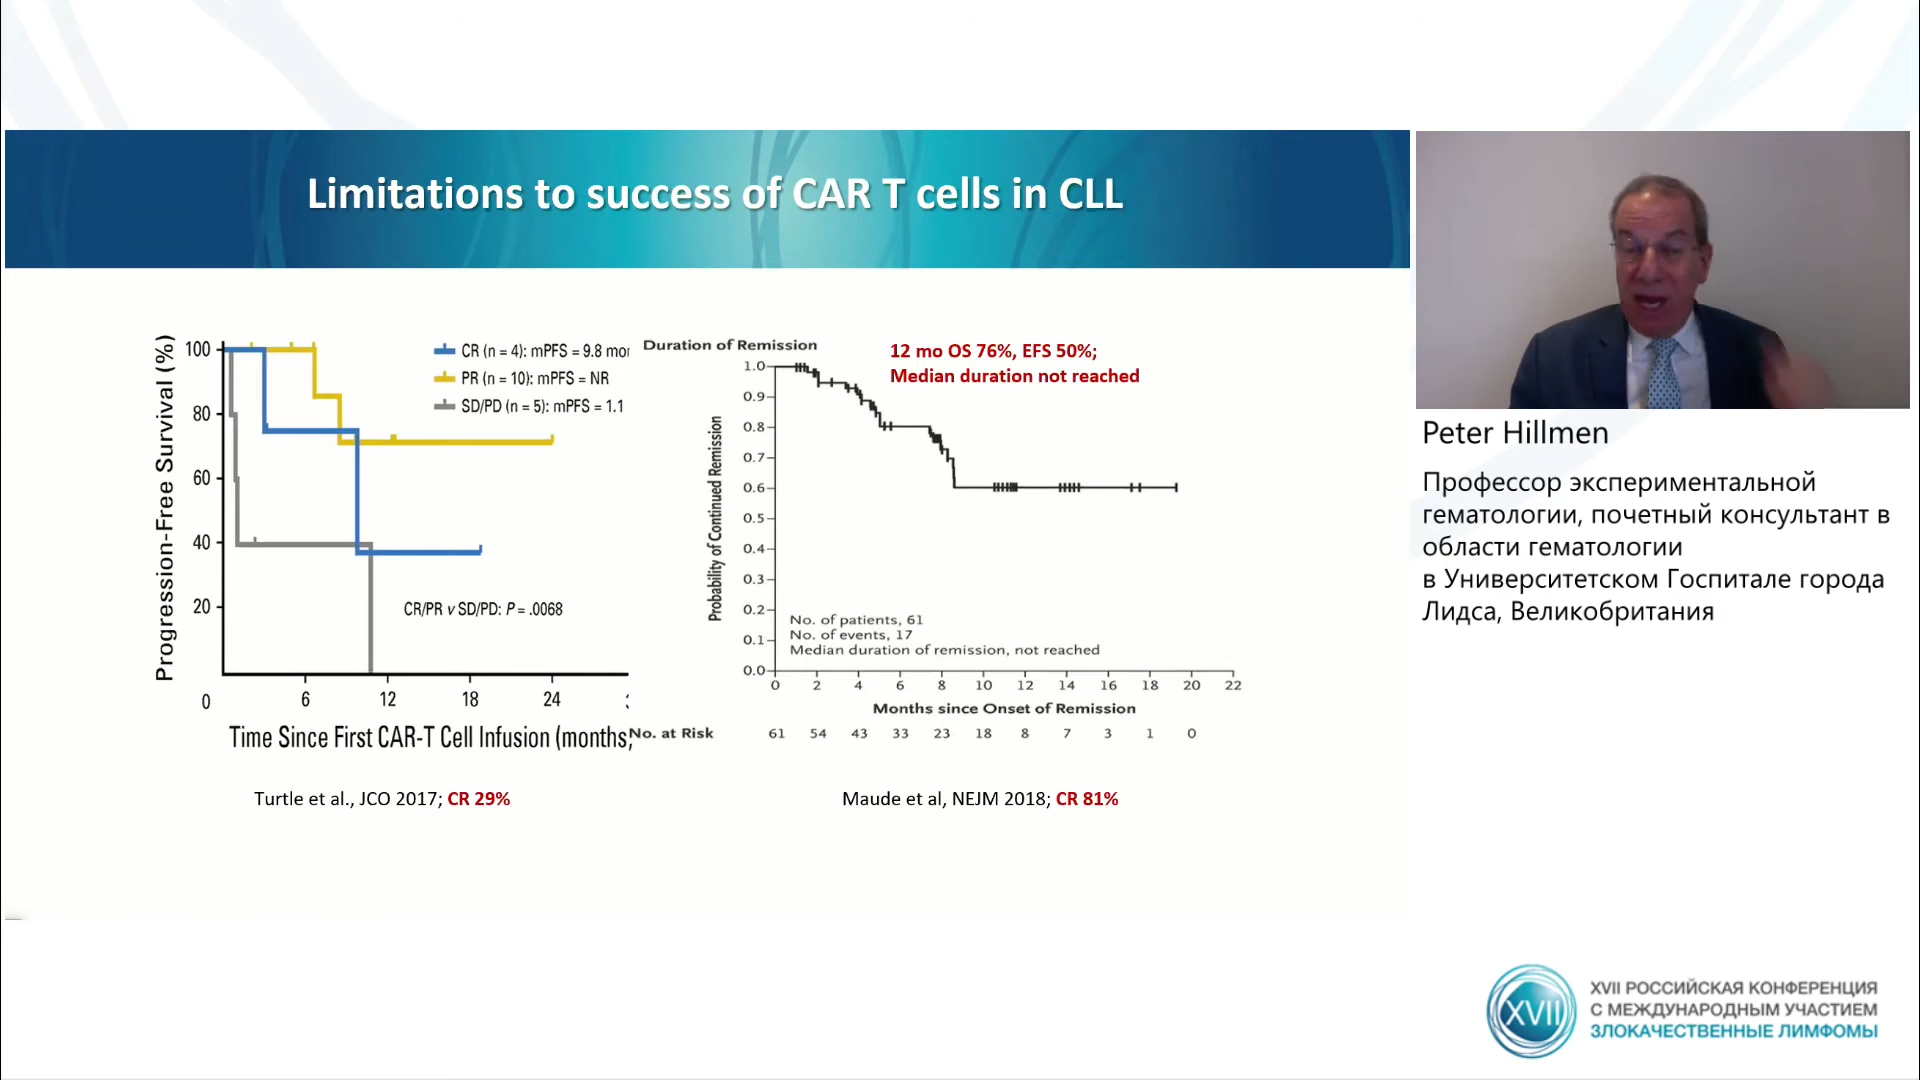 Limitations to success of CAR T cells in CLL
Progression-Free Survival (%)
100
80
60
40
20
0
6
12
18
24
CR (n = 4): mPFS = 9.8 mor
PR (n = 10): mPFS = NR
SD/PD (n = 5): mPFS = 1.1
CR/PR v SD/PD: P = .0068
Time Since First CAR-T Cell Infusion (months)
Turtle et al., JCO 2017; CR 29%
Duration of Remission
12 mo OS 76%, EFS 50%;
Median duration not reached
Probability of Continued Remission
1.0
0.9
0.8
0.7
0.6
0.5
0.4
0.3
0.2
0.1
0.0
No. of patients, 61
No. of events, 17
Median duration of remission, not reached
0 2 4 6 8 10 12 14 16 18 20 22
Months since Onset of Remission
No. at Risk 61 54 43 33 23 18 8 7 3 1 0
Maude et al, NEJM 2018; CR 81%
Peter Hillmen
Профессор экспериментальной
гематологии, почетный консультант в
области гематологии
в Университетском Госпитале города
Лидса, Великобритания
XVII
XVII РОССИЙСКАЯ КОНФЕРЕНЦИЯ
С МЕЖДУНАРОДНЫМ УЧАСТИЕМ
ЗЛОКАЧЕСТВЕННЫЕ ЛИМФОМЫ